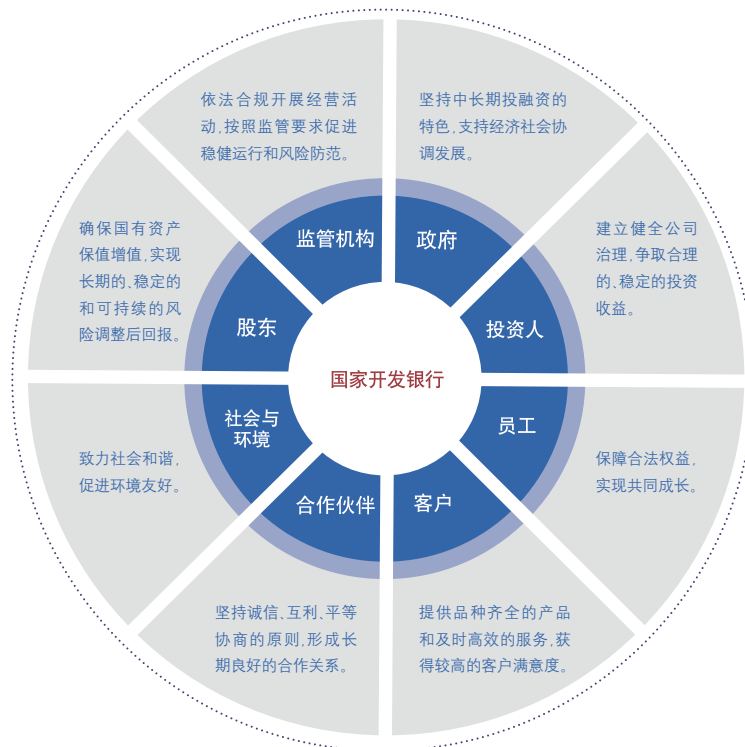 国家开发银行
政府
坚持中长期投融资的
特色,支持经济社会协
调发展。
投资人
建立健全公司
治理,争取合理
的、稳定的投资
收益。
员工
保障合法权益,
实现共同成长。
客户
提供品种齐全的产品
和及时高效的服务,获
得较高的客户满意度。
合作伙伴
坚持诚信、互利、平等
协商的原则,形成长
期良好的合作关系。
社会与
环境
致力社会和谐,
促进环境友好。
股东
确保国有资产
保值增值,实现
长期的、稳定的
和可持续的风
险调整后回报。
监管机构
依法合规开展经营活
动,按照监管要求促进
稳健运行和风险防范。